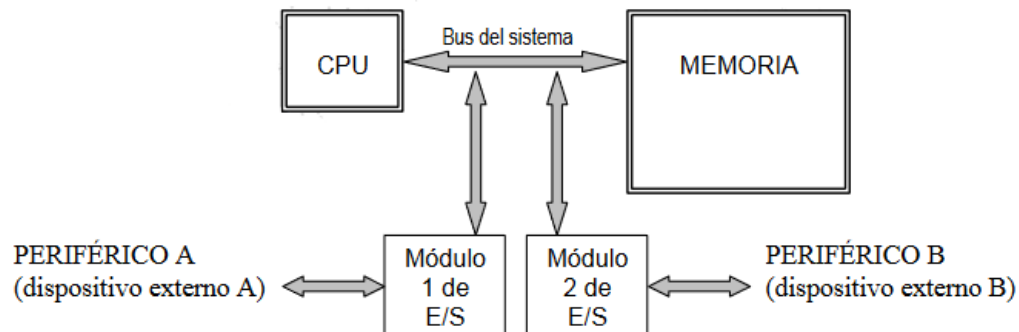 Bus del sistema
CPU
MEMORIA
PERIFÉRICO A
(dispositivo externo A)
Módulo
1 de
E/S
Módulo
2 de
E/S
PERIFÉRICO B
(dispositivo externo B)